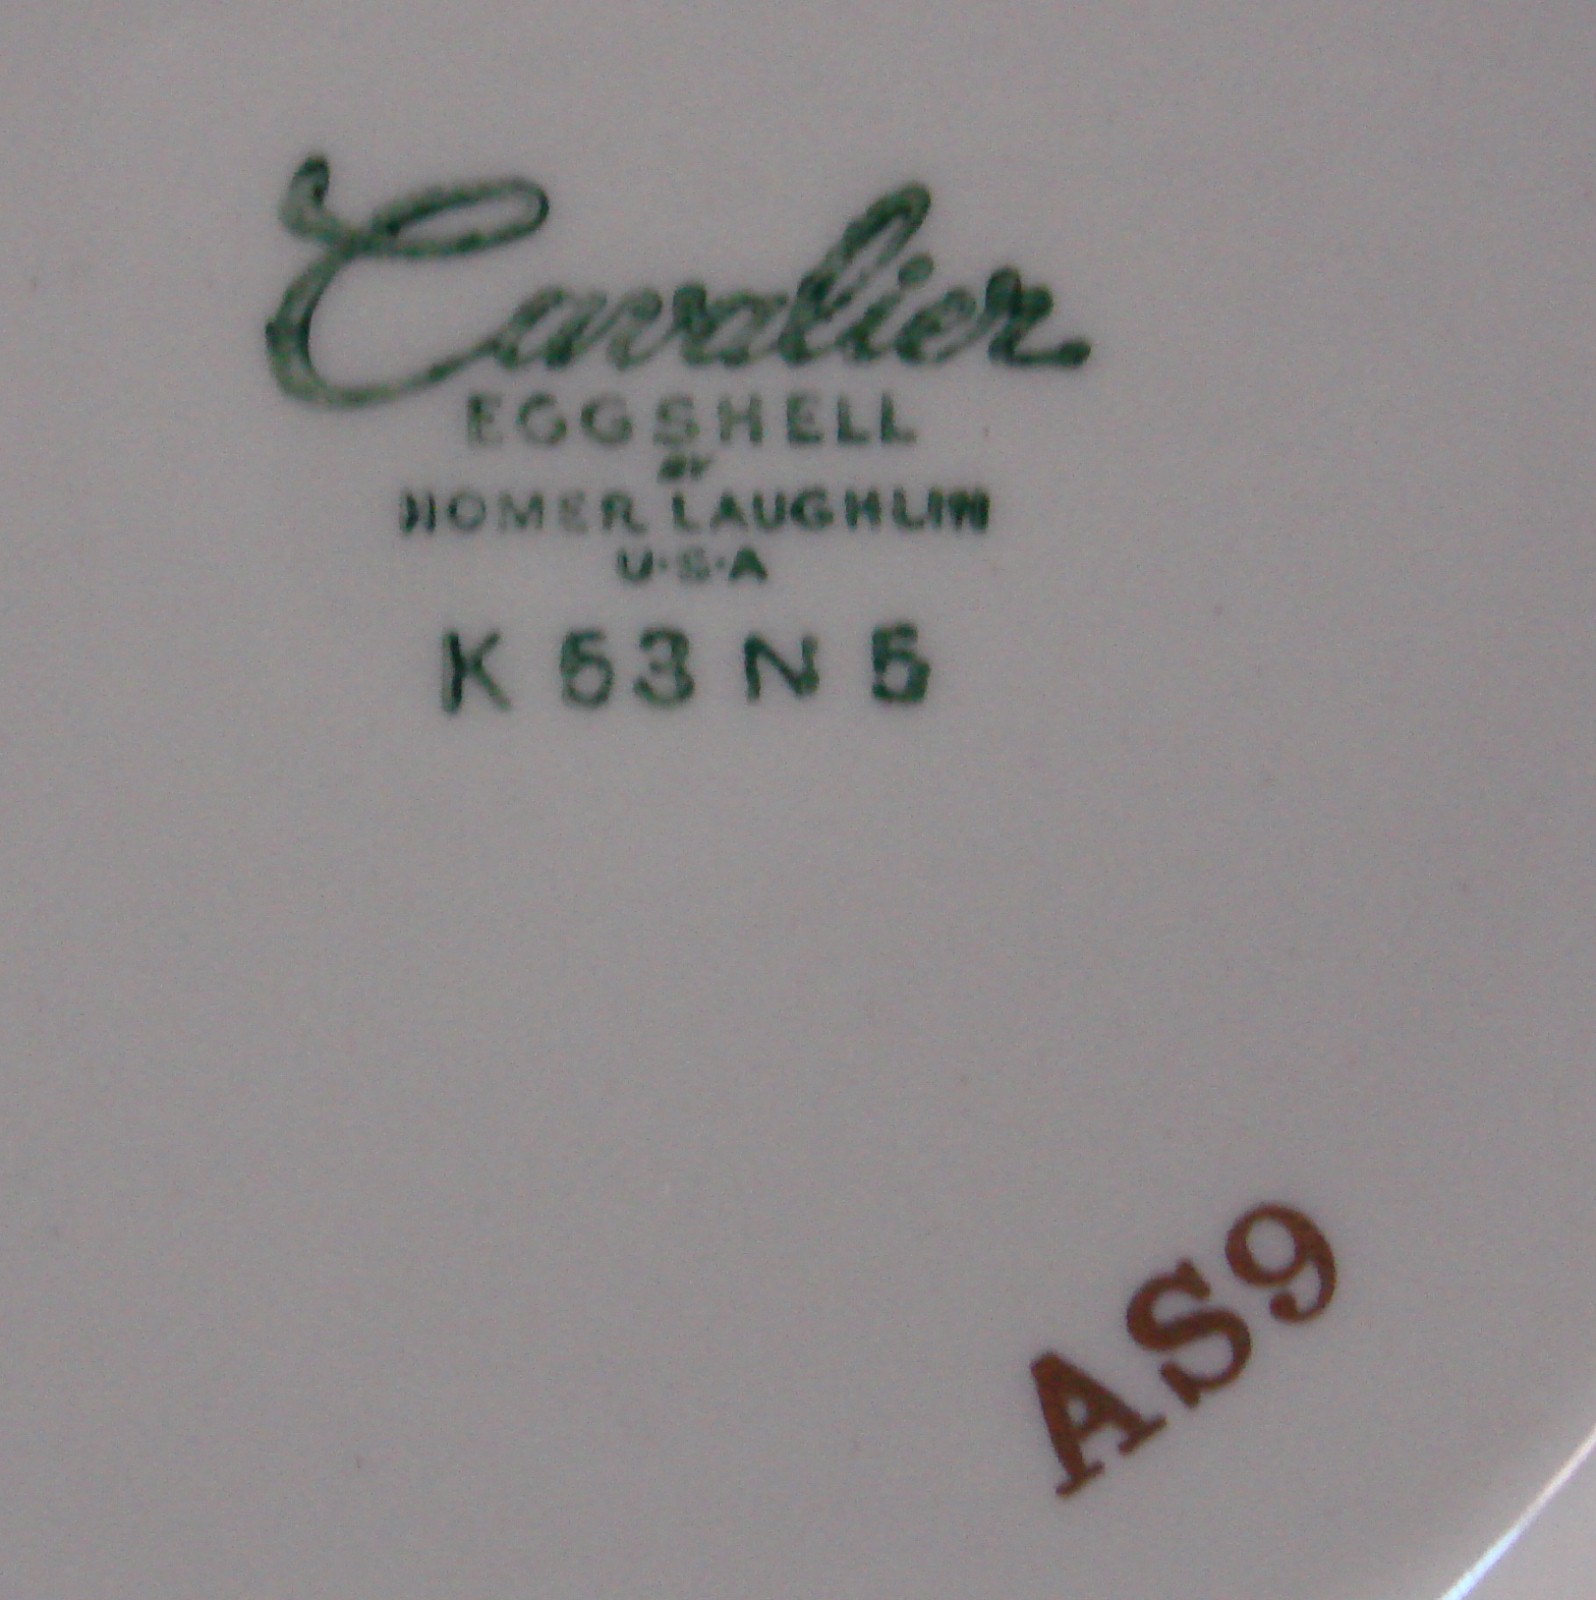 Cavalier
EGGSHELL
BY
HOMER LAUGHLIN
U·S·A
K 53 N 5
AS9